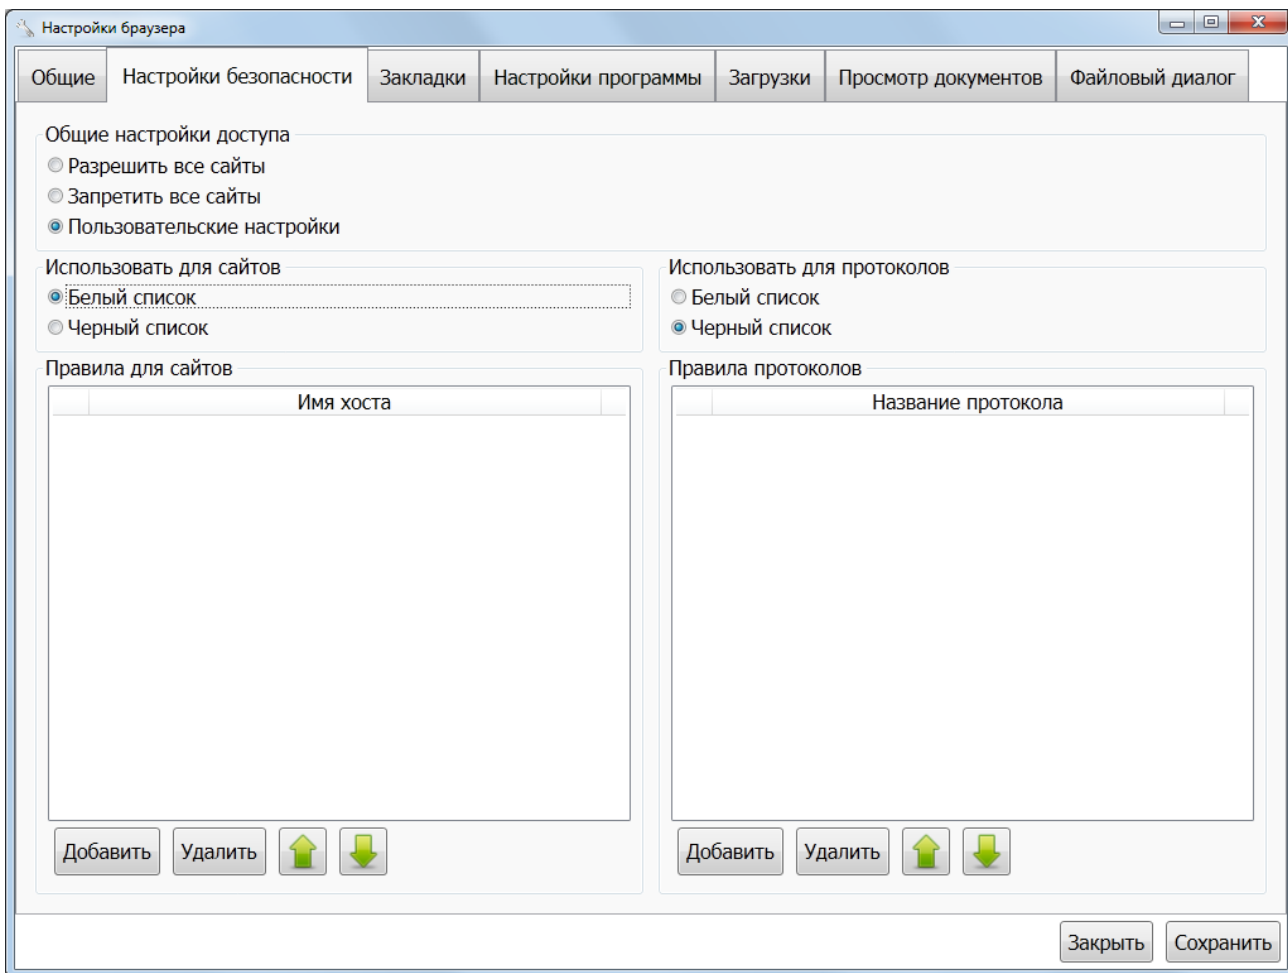 Настройки браузера
Общие Настройки безопасности Закладки Настройки программы Загрузки Просмотр документов Файловый диалог
Общие настройки доступа
Разрешить все сайты
Запретить все сайты
Пользовательские настройки
Использовать для сайтов
Белый список
Черный список
Использовать для протоколов
Белый список
Черный список
Правила для сайтов
Имя хоста
Добавить Удалить
Правила протоколов
Название протокола
Добавить Удалить
Закрыть Сохранить